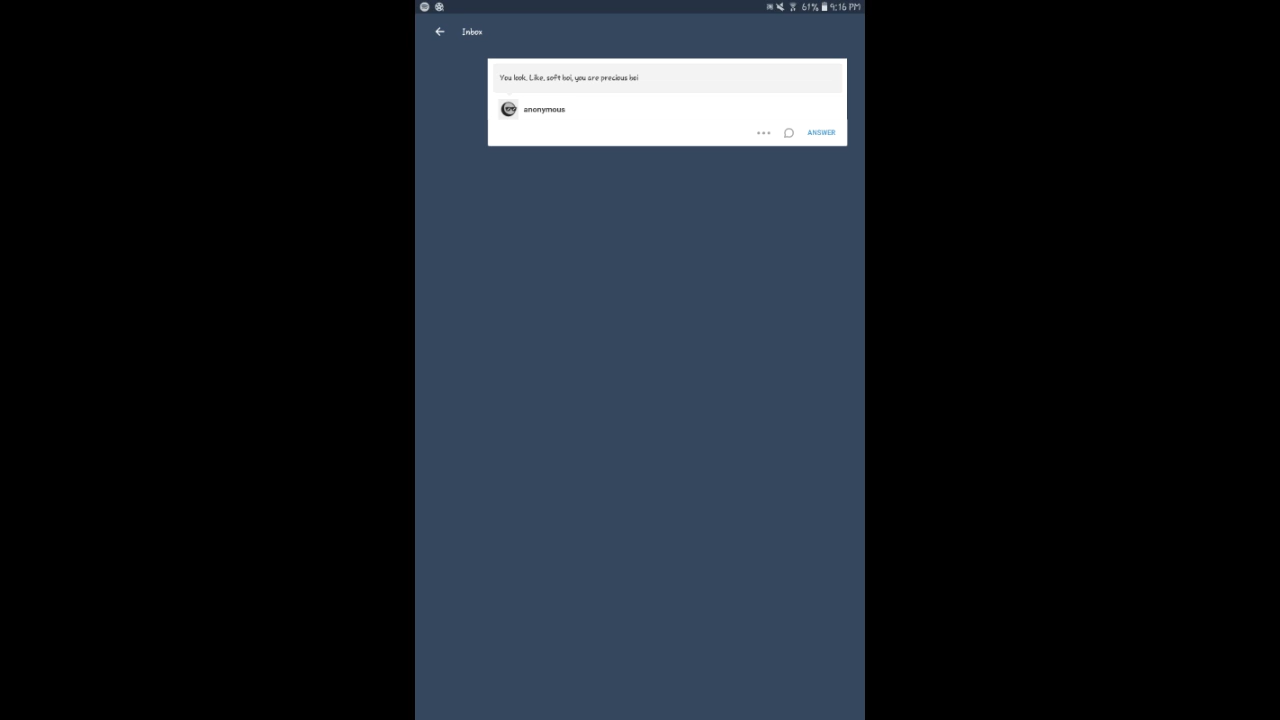 61% 9:16 PM
Inbox
You look, Like, soft boi, you are precious boi
anonymous
ANSWER